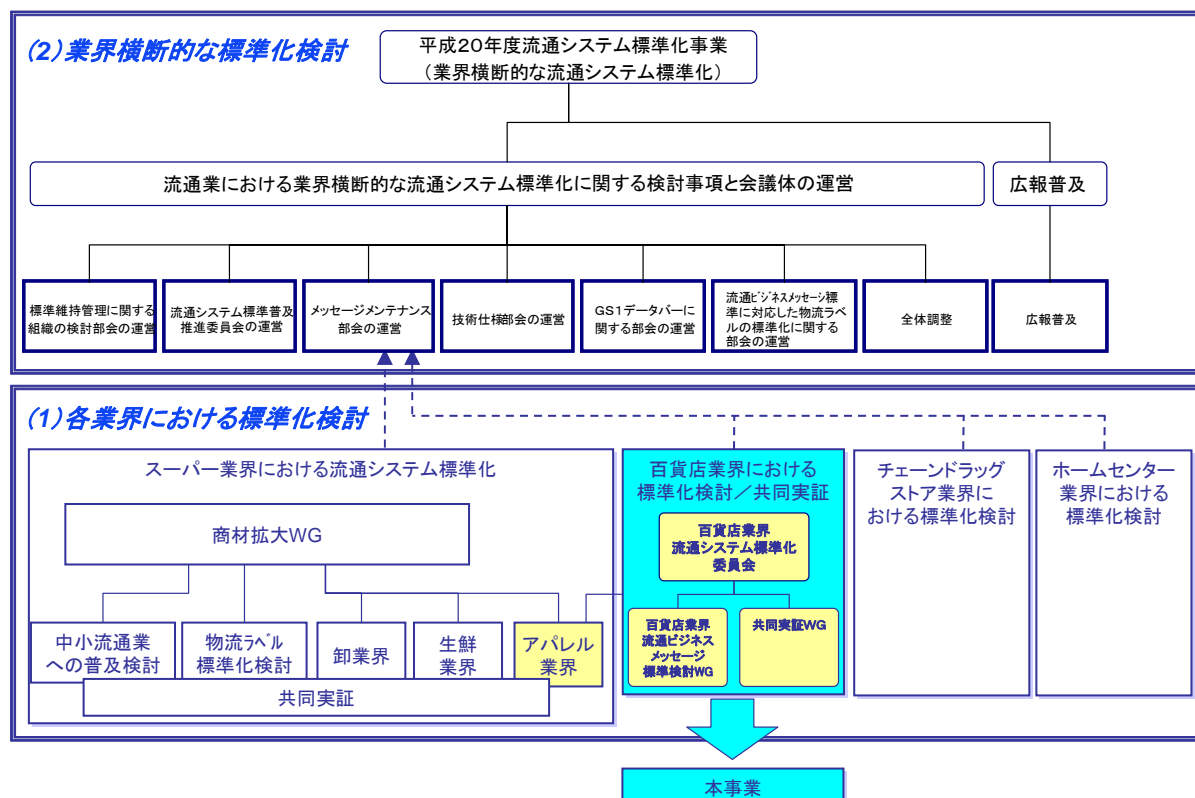 (2)業界横断的な標準化検討
平成20年度流通システム標準化事業
(業界横断的な流通システム標準化)
流通業における業界横断的な流通システム標準化に関する検討事項と会議体の運営
広報普及
標準維持管理に関する
組織の検討部会の運営
流通システム標準普及
推進委員会の運営
メッセージメンテナンス
部会の運営
技術仕様部会の運営
GS1データバーに
関する部会の運営
流通ビジネスメッセージ標
準に対応した物流ラベ
ルの標準化に関する
部会の運営
全体調整
広報普及
(1)各業界における標準化検討
スーパー業界における流通システム標準化
商材拡大WG
中小流通業
への普及検討
物流ラベル
標準化検討
卸業界
生鮮
業界
アパレル
業界
共同実証
百貨店業界における
標準化検討/共同実証
百貨店業界
流通システム標準化
委員会
百貨店業界
流通ビジネス
メッセージ
標準検討WG
共同実証WG
チェーンドラッグ
ストア業界に
おける標準化検討
ホームセンター
業界における
標準化検討
本事業